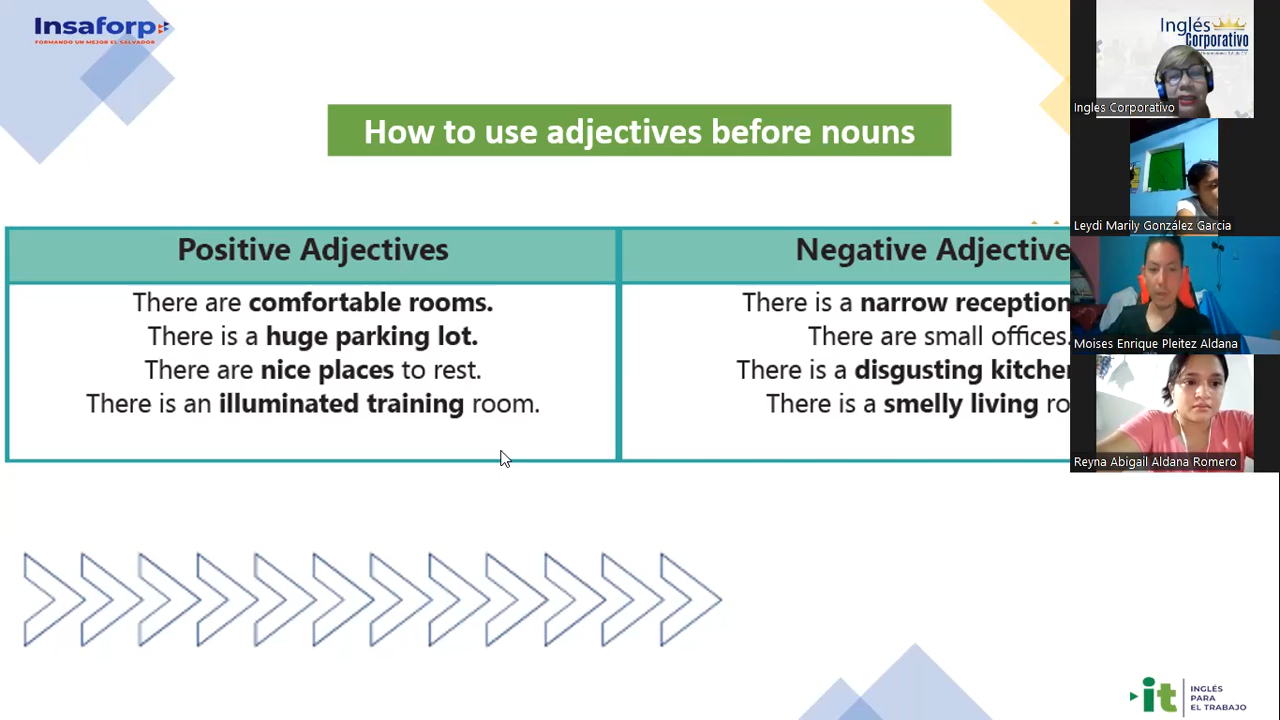 Insaforp
FORMANDO UN MEJOR EL SALVADOR
How to use adjectives before nouns
Positive Adjectives
There are comfortable rooms.
There is a huge parking lot.
There are nice places to rest.
There is an illuminated training room.
Negative Adjective
There is a narrow reception
There are small offices.
There is a disgusting kitchen
There is a smelly living ro
Inglés
Corporativo
Ingles Corporativo
Leydi Marily González Garcia
Moises Enrique Pleitez Aldana
Reyna Abigail Aldana Romero
it
INGLÉS
PARA
EL TRABAJO